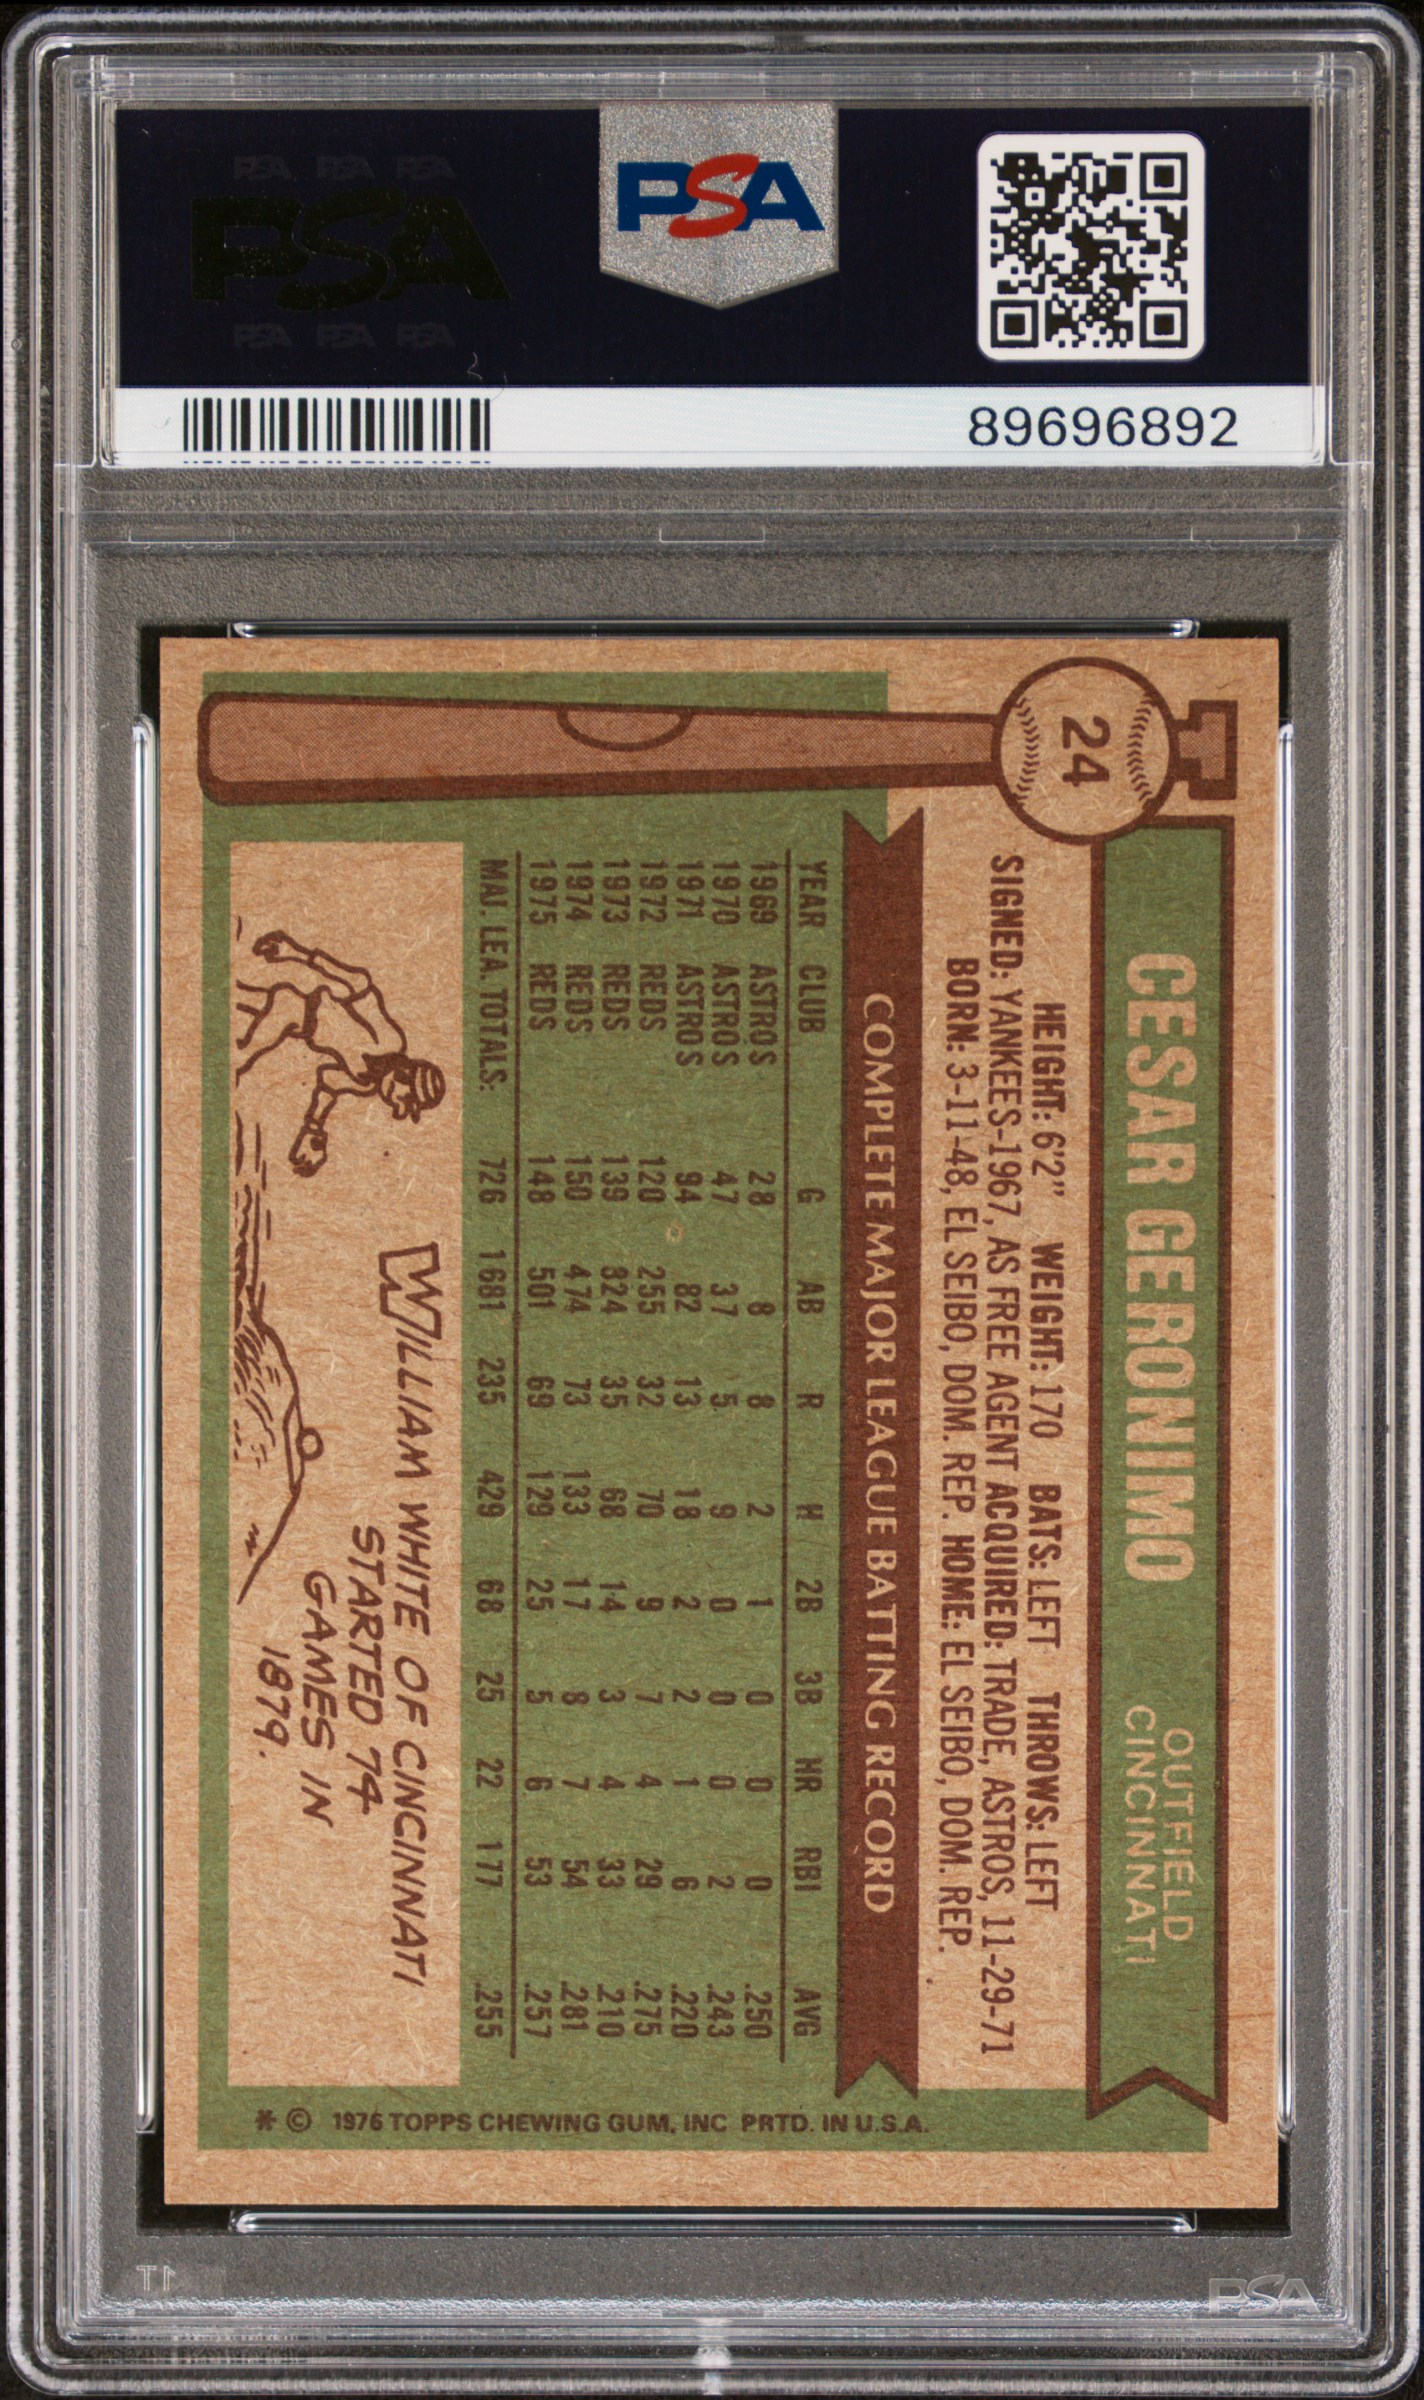 PSA PSA PSA
PSA
PSA PSA PSA
PSA
89696892
24
CESAR GERONIMO
OUTFIELD
CINCINNATI
HEIGHT: 6'2" WEIGHT: 170 BATS: LEFT THROWS: LEFT
SIGNED: YANKEES-1967, AS FREE AGENT ACQUIRED: TRADE, ASTROS, 11-29-71
BORN: 3-11-48, EL SEIBO, DOM. REP. HOME: EL SEIBO, DOM. REP.
COMPLETE MAJOR LEAGUE BATTING RECORD
YEAR CLUB G AB R H 2B 3B HR RBI AVG
1969 ASTROS 28 8 8 2 1 0 0 0 .250
1970 ASTROS 47 37 5 9 0 0 0 2 .243
1971 ASTROS 94 82 13 18 2 2 1 6 .220
1972 REDS 120 255 32 70 9 7 4 29 .275
1973 REDS 139 324 35 68 14 3 4 33 .210
1974 REDS 150 474 73 133 17 8 7 54 .281
1975 REDS 148 501 69 129 25 5 6 53 .257
MAJ. LEA. TOTALS: 726 1681 235 429 68 25 22 177 .255
WILLIAM WHITE OF CINCINNATI
STARTED 74
GAMES IN
1879.
* © 1976 TOPPS CHEWING GUM, INC PRTD. IN U.S.A.
PSA